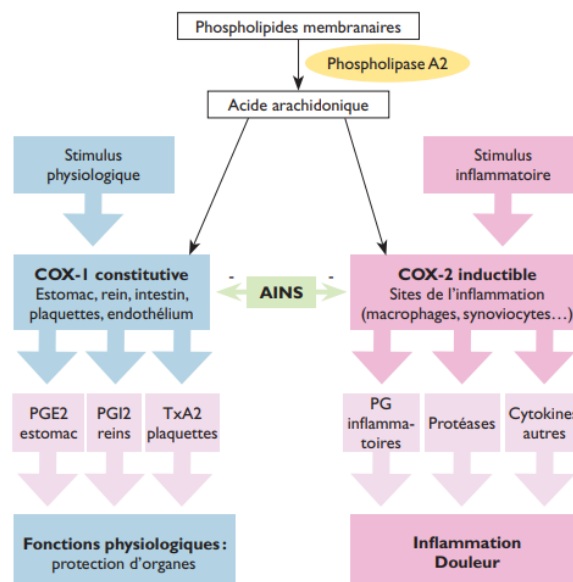 Phospholipides membranaires
Phospholipase A2
Acide arachidonique
Stimulus
physiologique
Stimulus
inflammatoire
COX-1 constitutive
Estomac, rein, intestin,
plaquettes, endothélium
-
AINS
-
COX-2 inductible
Sites de l'inflammation
(macrophages, synoviocytes...)
PGE2
estomac
PGI2
reins
TxA2
plaquettes
PG
inflamma-
toires
Protéases
Cytokines
autres
Fonctions physiologiques :
protection d'organes
Inflammation
Douleur